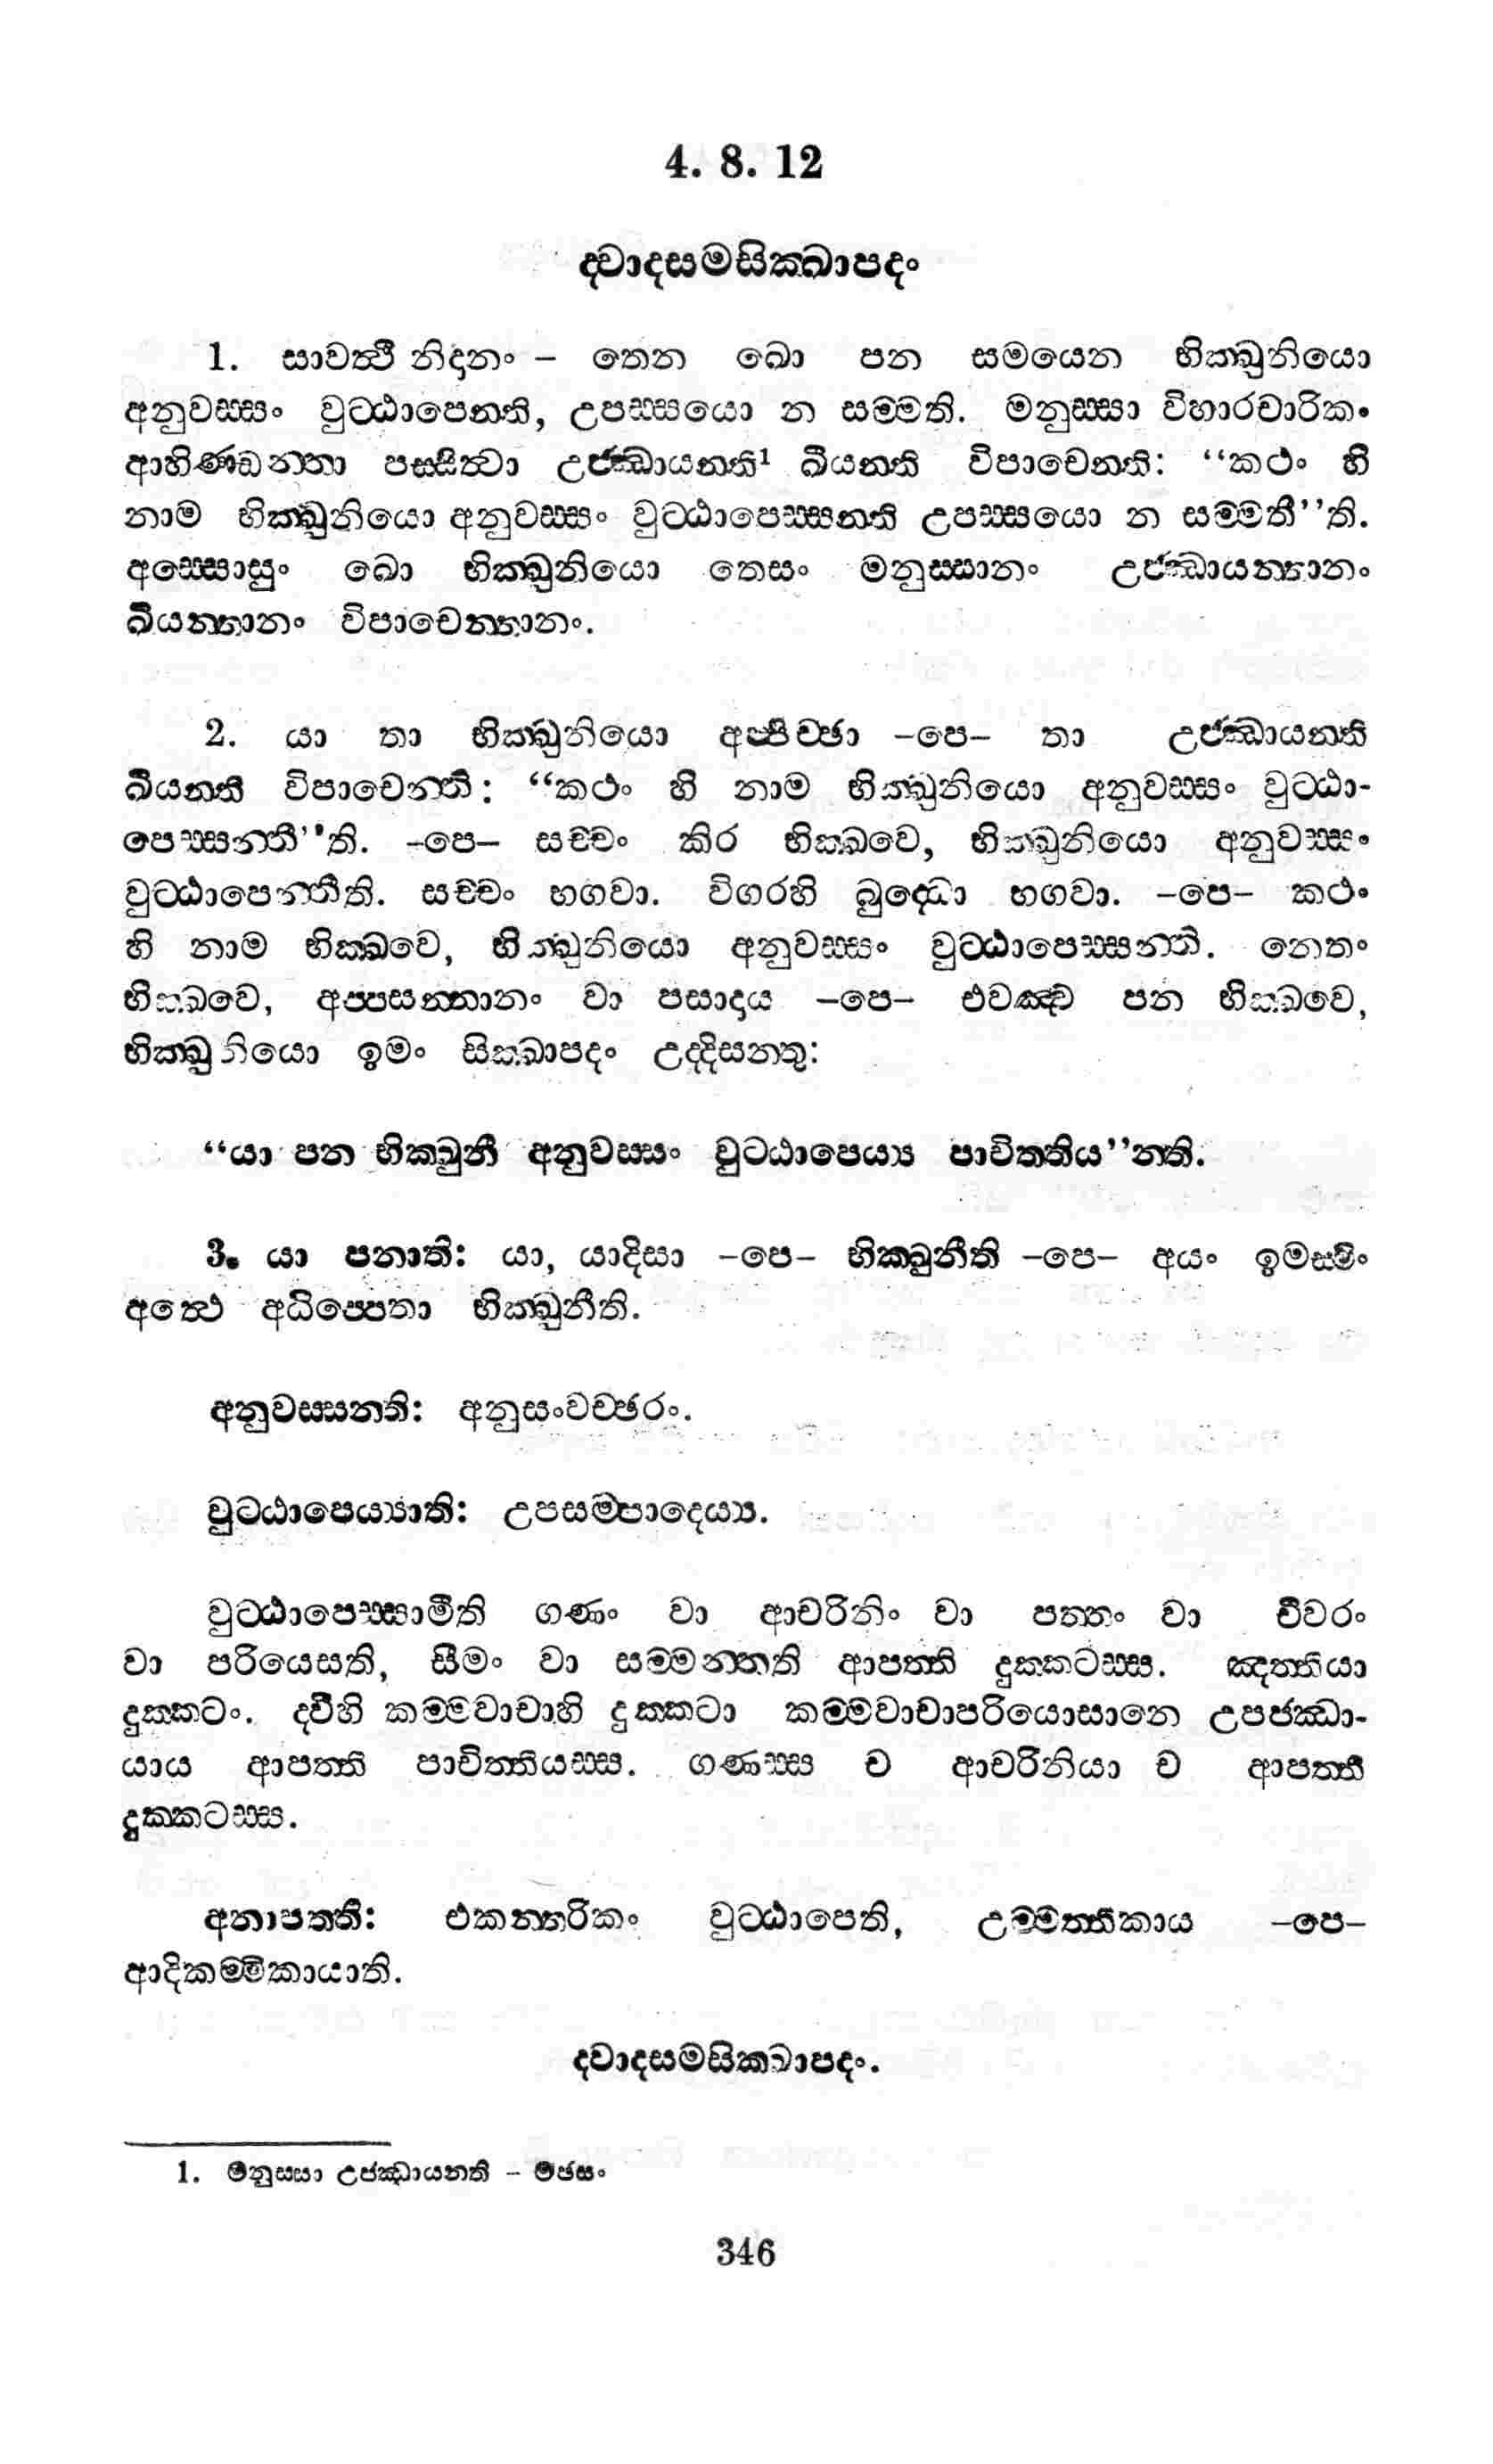 4. 8. 12
ද්වාදසමසික්ඛාපදං
1. සාවත්ථි නිදානං – තෙන ඛො පන සමයෙන භික්ඛුනියො
අනුවස්සං වුට්ඨාපෙන්ති, උපස්සයො න සම්මති. මනුස්සා විහාරචාරිකං
ආහිණ්ඩන්තා පස්සිත්වා උජ්ඣායන්ති¹ ඛීයන්ති විපාචෙන්ති: “කථං හි
නාම භික්ඛුනියො අනුවස්සං වුට්ඨාපෙස්සන්ති උපස්සයො න සම්මතී”ති.
අස්සොසුං ඛො භික්ඛුනියො තෙසං මනුස්සානං උජ්ඣායන්තානං
ඛීයන්තානං විපාචෙන්තානං.
2. යා තා භික්ඛුනියො අප්පිච්ඡා –පෙ– තා උජ්ඣායන්ති
ඛීයන්ති විපාචෙන්ති: “කථං හි නාම භික්ඛුනියො අනුවස්සං වුට්ඨා-
පෙස්සන්තී”ති. –පෙ– සච්චං කිර භික්ඛවෙ, භික්ඛුනියො අනුවස්සං
වුට්ඨාපෙන්තීති. සච්චං භගවා. විගරහි බුද්ධො භගවා. –පෙ– කථං
හි නාම භික්ඛවෙ, භික්ඛුනියො අනුවස්සං වුට්ඨාපෙස්සන්ති. නෙතං
භික්ඛවෙ, අප්පසන්නානං වා පසාදාය –පෙ– එවඤ්ච පන භික්ඛවෙ,
භික්ඛුනියො ඉමං සික්ඛාපදං උද්දිසන්තු:
“යා පන භික්ඛුනී අනුවස්සං වුට්ඨාපෙය්‍ය පාචිත්තිය”න්ති.
3. යා පනාති: යා, යාදිසා –පෙ– භික්ඛුනීති –පෙ– අයං ඉමස්මිං
අත්ථෙ අධිප්පෙතා භික්ඛුනීති.
අනුවස්සන්ති: අනුසංවච්ඡරං.
වුට්ඨාපෙය්‍යාති: උපසම්පාදෙය්‍ය.
වුට්ඨාපෙස්සාමීති ගණං වා ආචරිනිං වා පත්තං වා චීවරං
වා පරියෙසති, සීමං වා සම්මන්නති ආපත්ති දුක්කටස්ස. ඤත්තියා
දුක්කටං. ද්වීහි කම්මවාචාහි දුක්කටා කම්මවාචාපරියොසානෙ උපජ්ඣා-
යාය ආපත්ති පාචිත්තියස්ස. ගණස්ස ච ආචරිනියා ච ආපත්ති
දුක්කටස්ස.
අනාපත්ති: එකන්තරිකං වුට්ඨාපෙති, උම්මත්තිකාය –පෙ–
ආදිකම්මිකායාති.
ද්වාදසමසික්ඛාපදං.
1. මනුස්සා උජ්ඣායන්ති – මඡසං
346